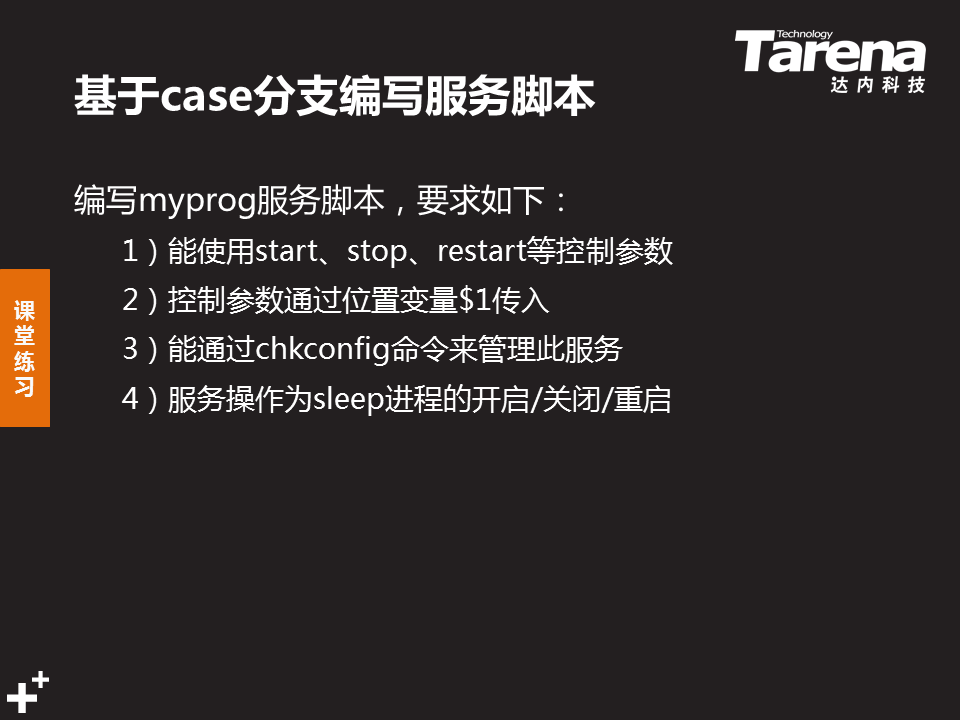 Technology
Tarena
达内科技
基于case分支编写服务脚本
编写myprog服务脚本，要求如下：
1）能使用start、stop、restart等控制参数
2）控制参数通过位置变量$1传入
3）能通过chkconfig命令来管理此服务
4）服务操作为sleep进程的开启/关闭/重启
课
堂
练
习